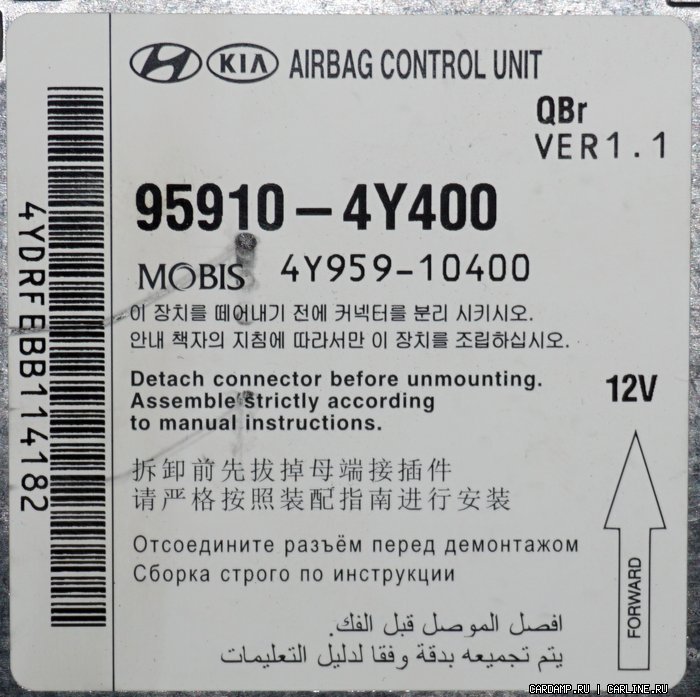 KIA AIRBAG CONTROL UNIT
QBr
VER1.1
95910-4Y400
MOBIS 4Y959-10400
이 장치를 떼어내기 전에 커넥터를 분리 시키시오.
안내 책자의 지침에 따라서만 이 장치를 조립하십시오.
Detach connector before unmounting.
Assemble strictly according
to manual instructions.
12V
拆卸前先拔掉母端接插件
请严格按照装配指南进行安装
Отсоедините разъём перед демонтажом
Сборка строго по инструкции
افصل الموصل قبل الفك.
يتم تجميعه بدقة وفقا لدليل التعليمات
FORWARD
4YDRFEBB114182
CARDAMP.RU | CARLINE.RU